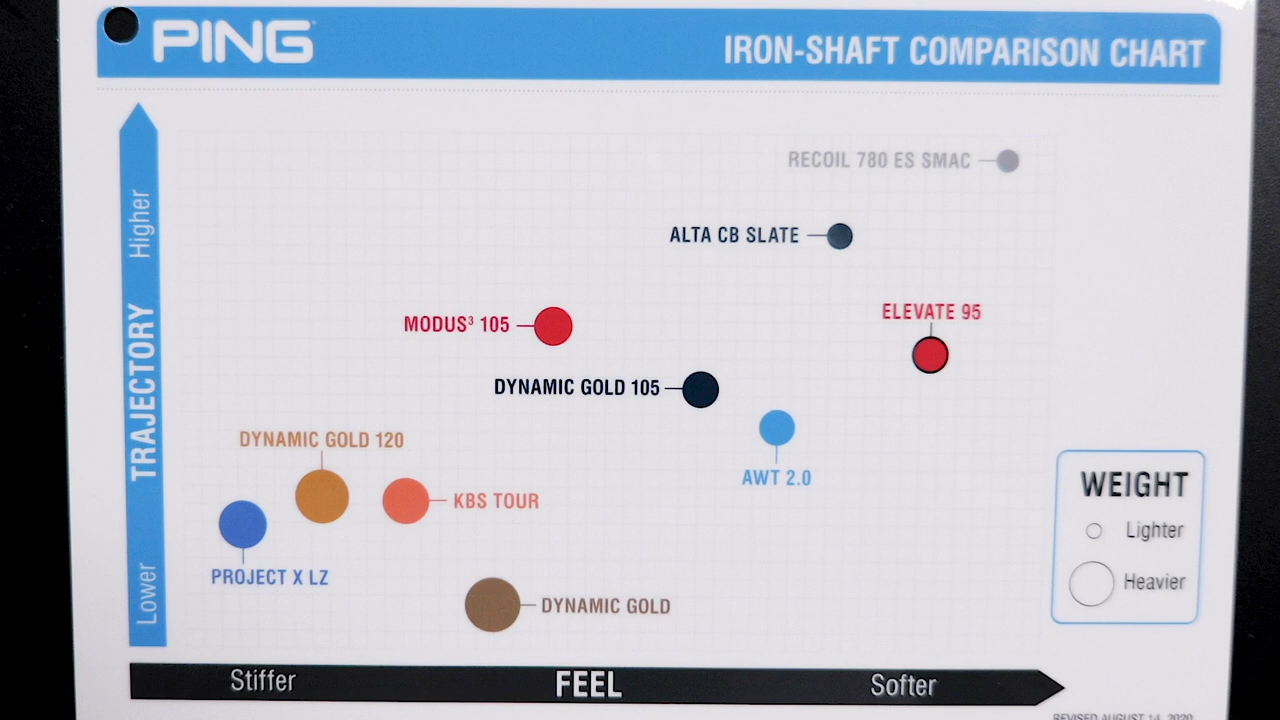 PING
IRON-SHAFT COMPARISON CHART
RECOIL 780 ES SMAC
ALTA CB SLATE
ELEVATE 95
MODUS³ 105
DYNAMIC GOLD 105
DYNAMIC GOLD 120
AWT 2.0
KBS TOUR
PROJECT X LZ
DYNAMIC GOLD
Higher
TRAJECTORY
Lower
WEIGHT
Lighter
Heavier
Stiffer
FEEL
Softer
REVISED AUGUST 14, 2020